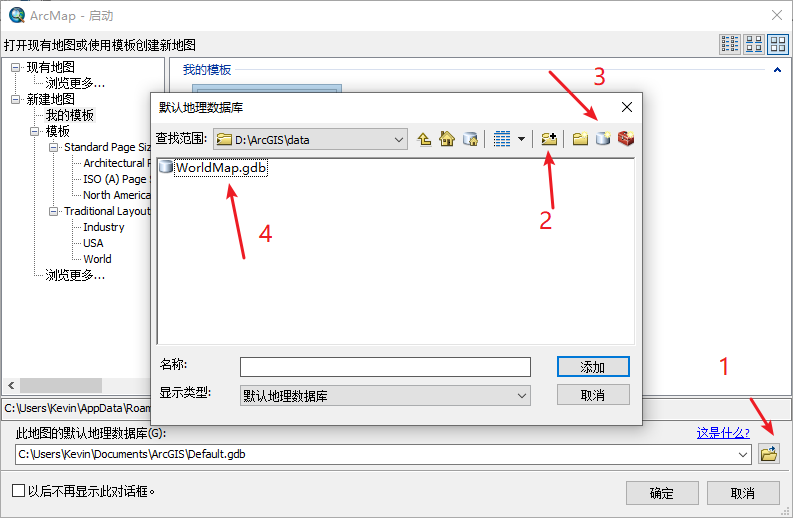 ArcMap - 启动
打开现有地图或使用模板创建新地图
现有地图
浏览更多...
新建地图
我的模板
模板
Standard Page Siz
Architectural P
ISO (A) Page S
North America
Traditional Layout
Industry
USA
World
浏览更多...
我的模板
3
默认地理数据库
查找范围:
D:\ArcGIS\data
WorldMap.gdb
4
2
名称:
添加
显示类型:
默认地理数据库
取消
1
C:\Users\Kevin\AppData\Roam
此地图的默认地理数据库(G):
这是什么?
C:\Users\Kevin\Documents\ArcGIS\Default.gdb
以后不再显示此对话框。
确定
取消